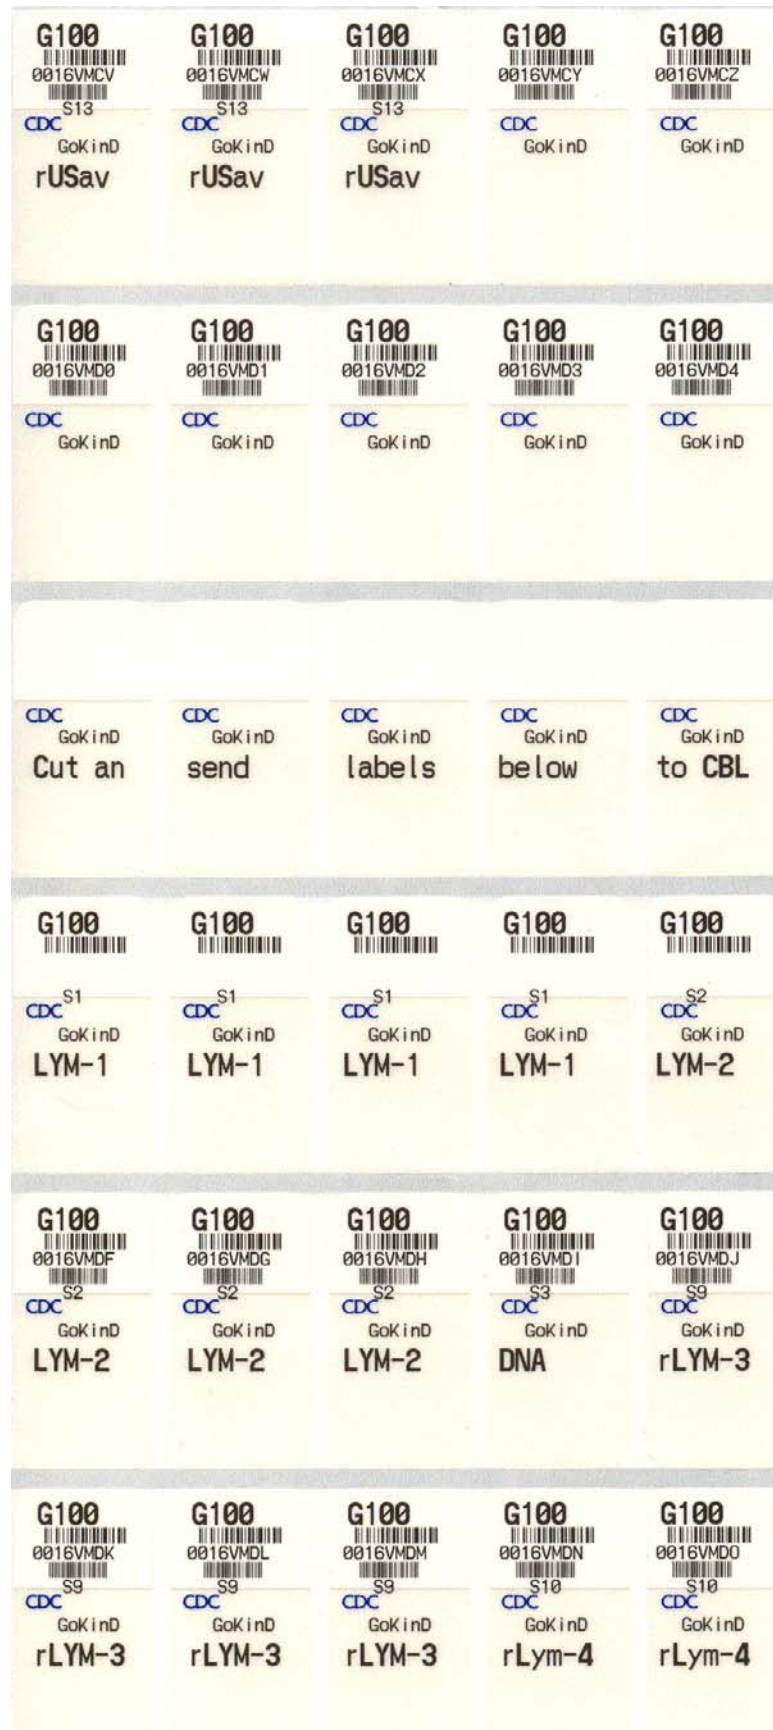 G100 G100 G100 G100 G100
0016VMCV 0016VMCW 0016VMCX 0016VMCY 0016VMCZ
S13 S13 S13
CDC CDC CDC CDC CDC
GoKinD GoKinD GoKinD GoKinD GoKinD
rUSav rUSav rUSav
G100 G100 G100 G100 G100
0016VMD0 0016VMD1 0016VMD2 0016VMD3 0016VMD4
CDC CDC CDC CDC CDC
GoKinD GoKinD GoKinD GoKinD GoKinD
CDC CDC CDC CDC CDC
GoKinD GoKinD GoKinD GoKinD GoKinD
Cut an send labels below to CBL
G100 G100 G100 G100 G100
S1 S1 S1 S1 S2
CDC CDC CDC CDC CDC
GoKinD GoKinD GoKinD GoKinD GoKinD
LYM-1 LYM-1 LYM-1 LYM-1 LYM-2
G100 G100 G100 G100 G100
0016VMDF 0016VMDG 0016VMDH 0016VMDI 0016VMDJ
S2 S2 S2 S3 S9
CDC CDC CDC CDC CDC
GoKinD GoKinD GoKinD GoKinD GoKinD
LYM-2 LYM-2 LYM-2 DNA rLYM-3
G100 G100 G100 G100 G100
0016VMDK 0016VMDL 0016VMDM 0016VMDN 0016VMDO
S9 S9 S9 S10 S10
CDC CDC CDC CDC CDC
GoKinD GoKinD GoKinD GoKinD GoKinD
rLYM-3 rLYM-3 rLYM-3 rLym-4 rLym-4